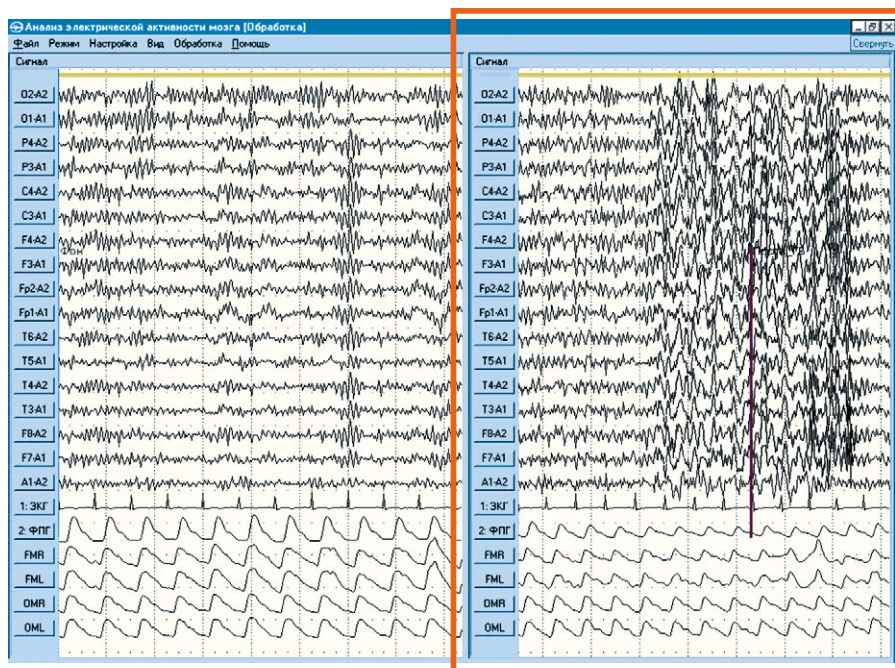 Анализ электрической активности мозга [Обработка]
Файл Режим Настройка Вид Обработка Помощь
Свернуть
Сигнал
O2-A2
O1-A1
P4-A2
P3-A1
C4-A2
C3-A1
F4-A2
Фон
F3-A1
Fp2-A2
Fp1-A1
T6-A2
T5-A1
T4-A2
T3-A1
F8-A2
F7-A1
A1-A2
1: ЭКГ
2: ФПГ
FMR
FML
OMR
OML
Сигнал
O2-A2
O1-A1
P4-A2
P3-A1
C4-A2
C3-A1
F4-A2
F3-A1
Fp2-A2
Fp1-A1
T6-A2
T5-A1
T4-A2
T3-A1
F8-A2
F7-A1
A1-A2
1: ЭКГ
2: ФПГ
FMR
FML
OMR
OML